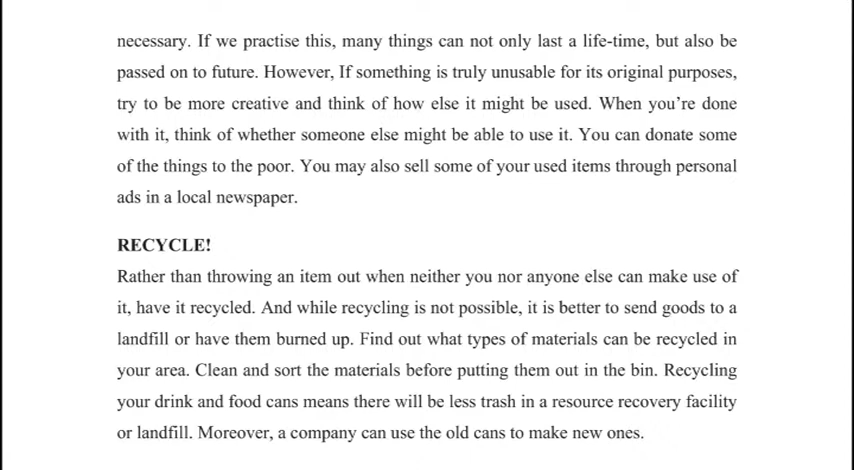 necessary. If we practise this, many things can not only last a life-time, but also be
passed on to future. However, If something is truly unusable for its original purposes,
try to be more creative and think of how else it might be used. When you’re done
with it, think of whether someone else might be able to use it. You can donate some
of the things to the poor. You may also sell some of your used items through personal
ads in a local newspaper.
RECYCLE!
Rather than throwing an item out when neither you nor anyone else can make use of
it, have it recycled. And while recycling is not possible, it is better to send goods to a
landfill or have them burned up. Find out what types of materials can be recycled in
your area. Clean and sort the materials before putting them out in the bin. Recycling
your drink and food cans means there will be less trash in a resource recovery facility
or landfill. Moreover, a company can use the old cans to make new ones.